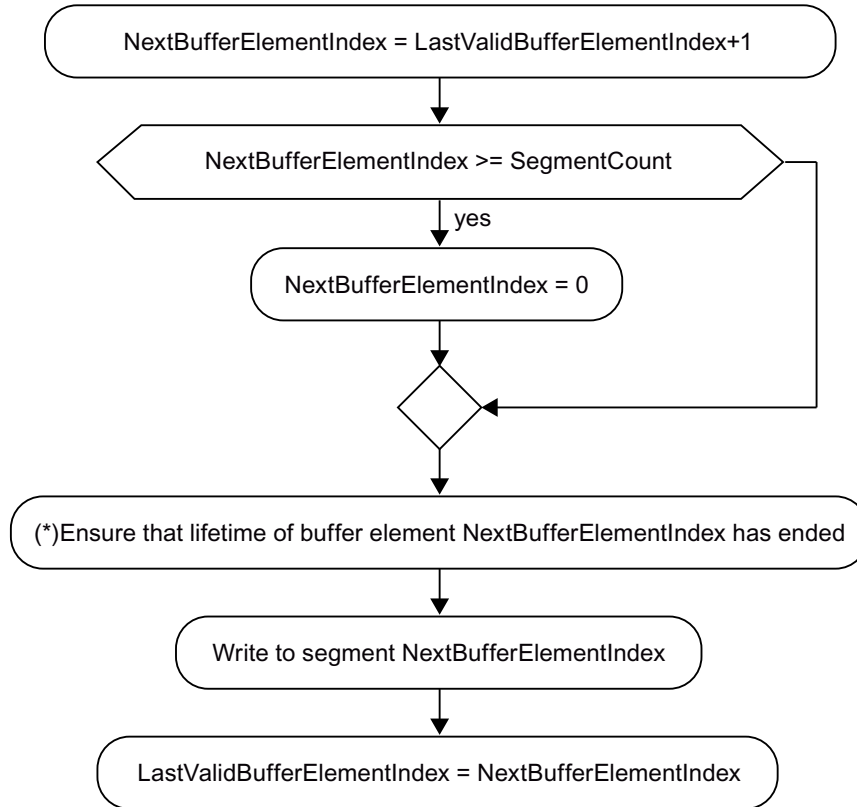 NextBufferElementIndex = LastValidBufferElementIndex+1
NextBufferElementIndex >= SegmentCount
yes
NextBufferElementIndex = 0
(*)Ensure that lifetime of buffer element NextBufferElementIndex has ended
Write to segment NextBufferElementIndex
LastValidBufferElementIndex = NextBufferElementIndex